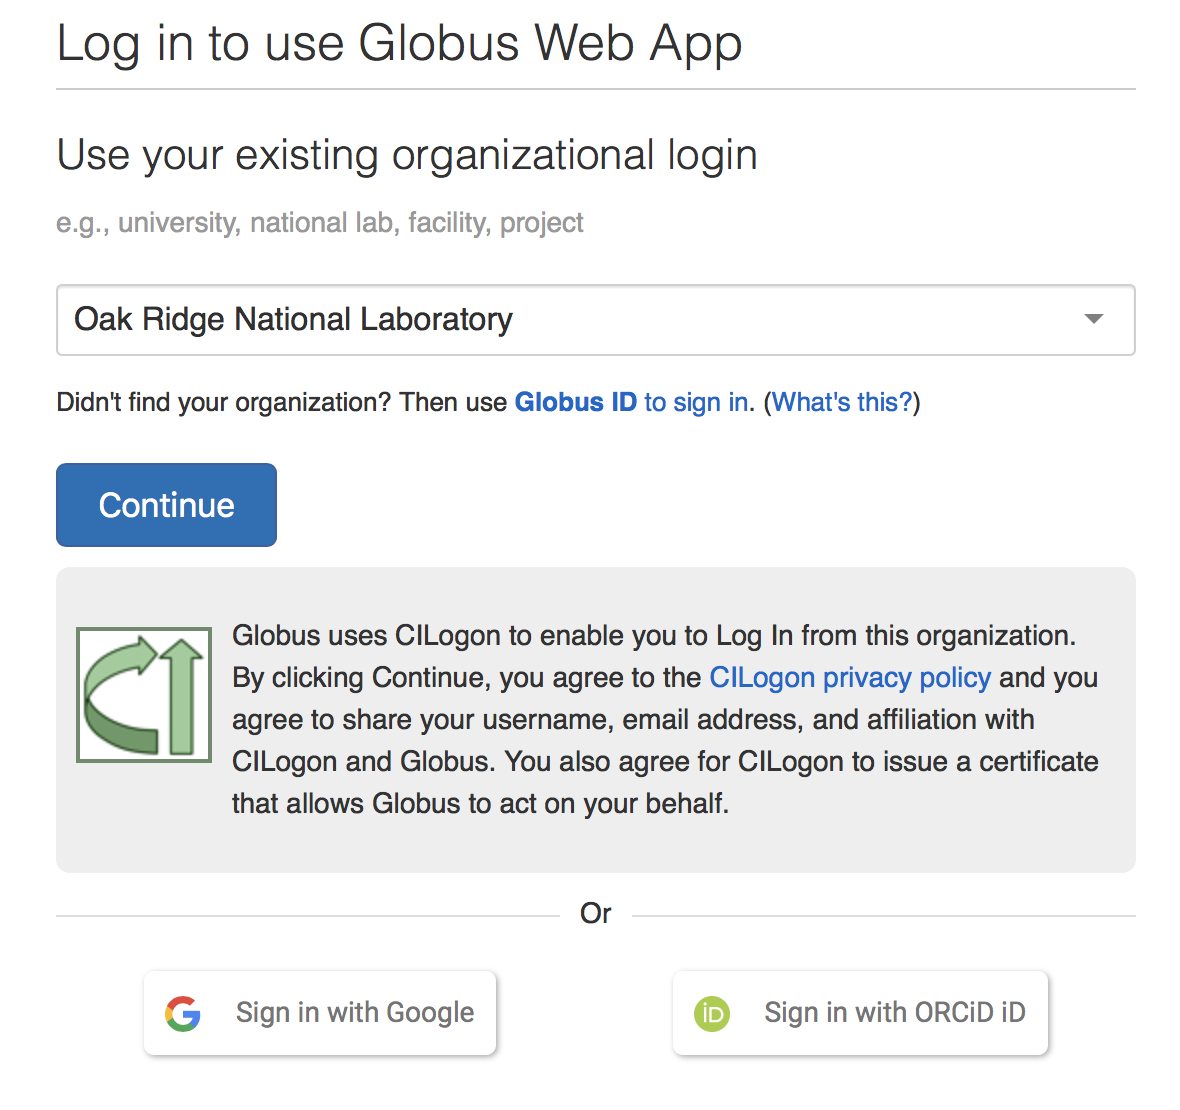 Log in to use Globus Web App
Use your existing organizational login
e.g., university, national lab, facility, project
Oak Ridge National Laboratory
Didn't find your organization? Then use Globus ID to sign in. (What's this?)
Continue
Globus uses CILogon to enable you to Log In from this organization.
By clicking Continue, you agree to the CILogon privacy policy and you
agree to share your username, email address, and affiliation with
CILogon and Globus. You also agree for CILogon to issue a certificate
that allows Globus to act on your behalf.
Or
Sign in with Google
iD Sign in with ORCiD iD